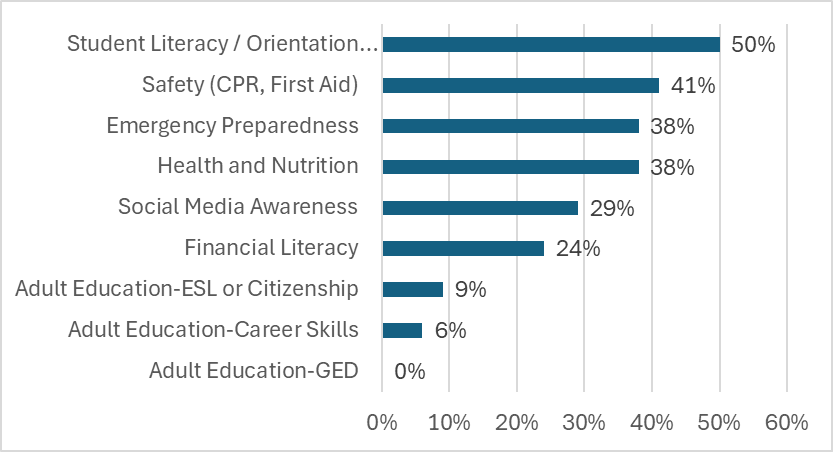 Student Literacy / Orientation... 50%
Safety (CPR, First Aid) 41%
Emergency Preparedness 38%
Health and Nutrition 38%
Social Media Awareness 29%
Financial Literacy 24%
Adult Education-ESL or Citizenship 9%
Adult Education-Career Skills 6%
Adult Education-GED 0%
0% 10% 20% 30% 40% 50% 60%